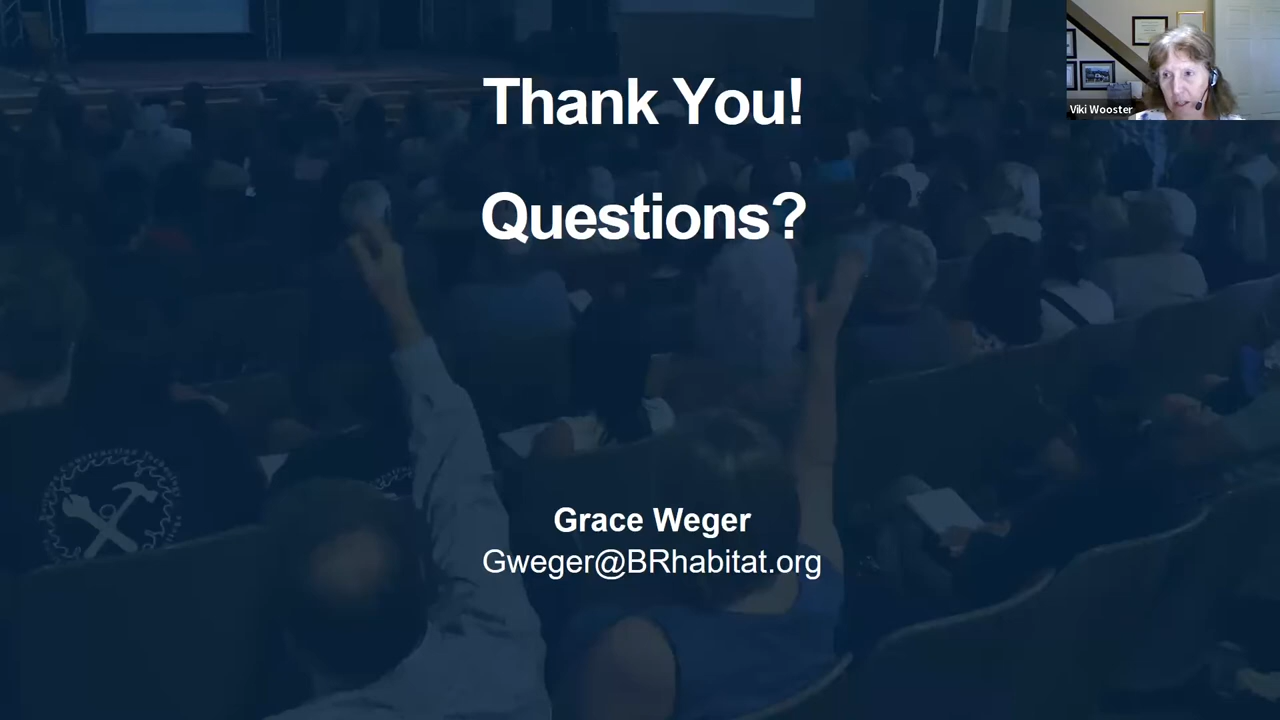 Thank You!
Viki Wooster
Questions?
Grace Weger
Gweger@BRhabitat.org